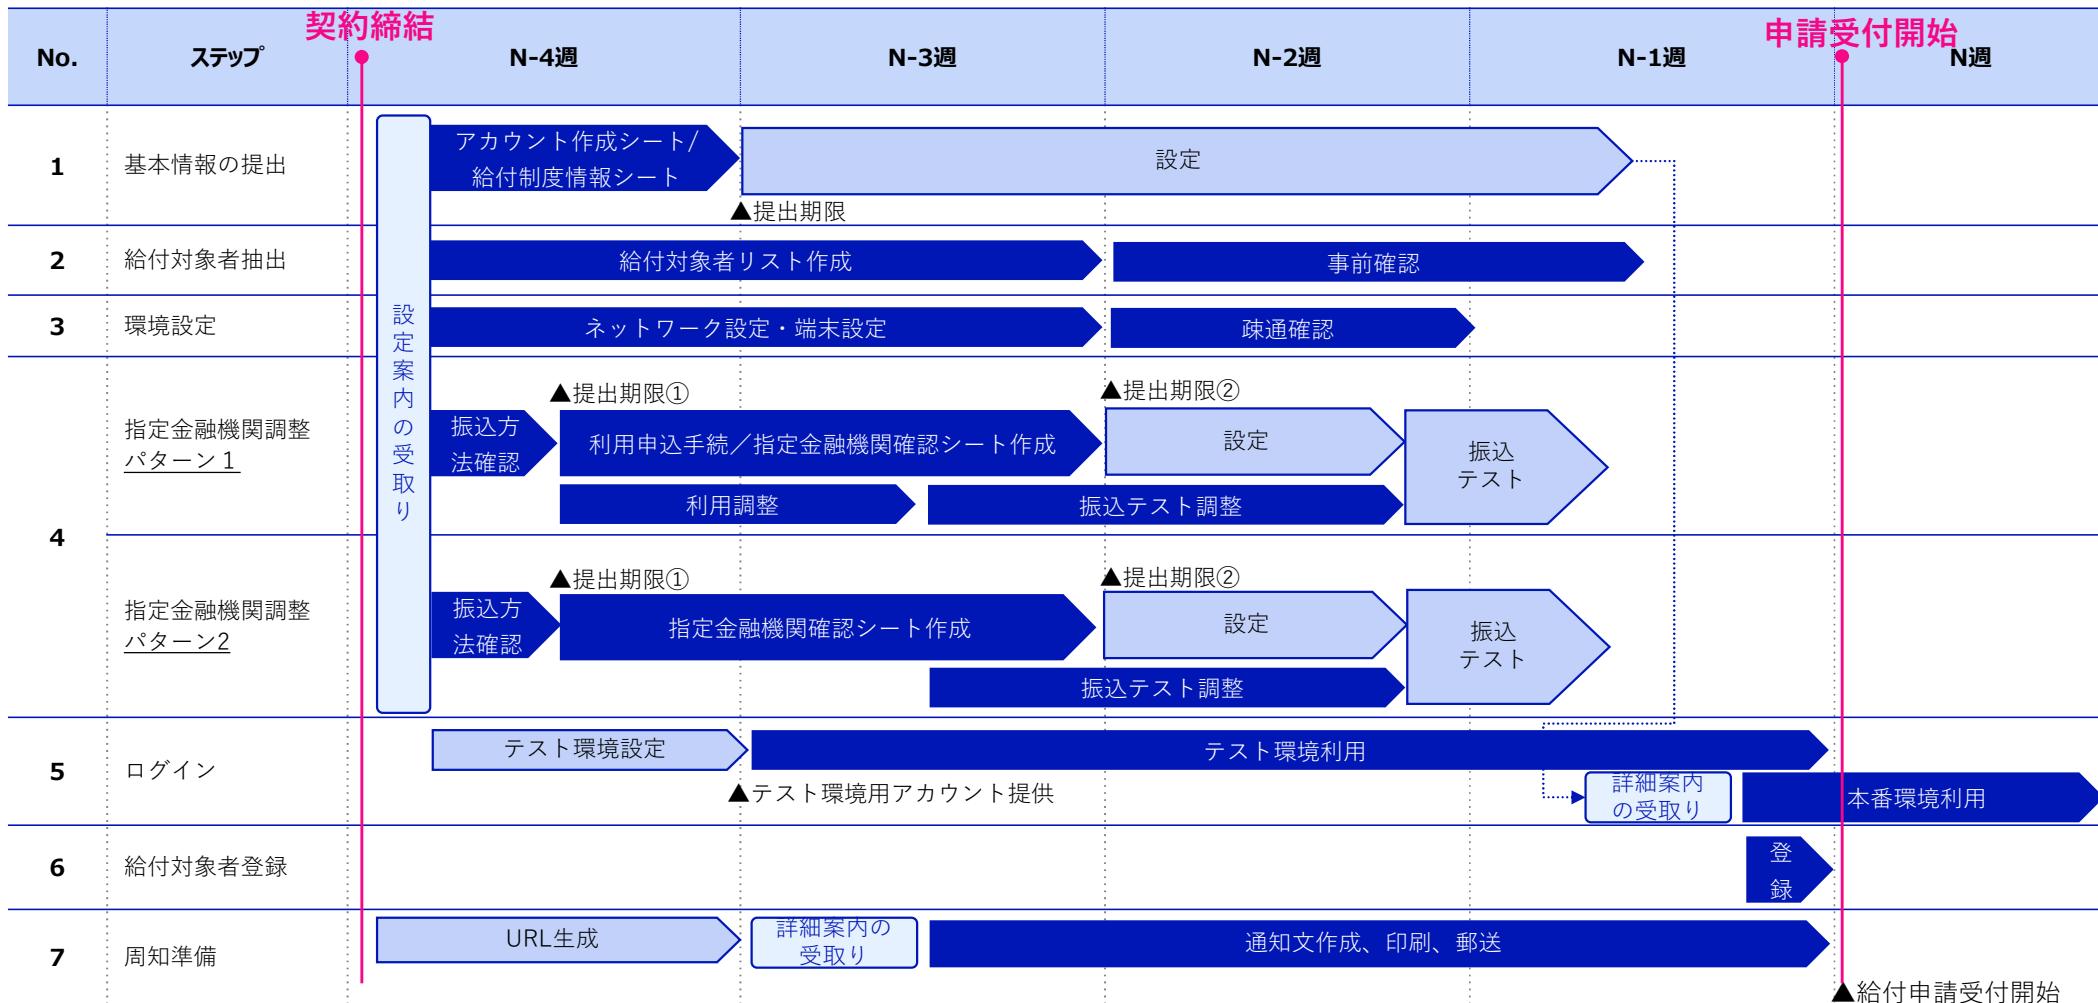 契約締結
申請受付開始
No.
ステップ
N-4週
N-3週
N-2週
N-1週
N週
設定案内の受取り
1
基本情報の提出
アカウント作成シート/
給付制度情報シート
設定
▲提出期限
2
給付対象者抽出
給付対象者リスト作成
事前確認
3
環境設定
ネットワーク設定・端末設定
疎通確認
4
指定金融機関調整
パターン１
▲提出期限①
▲提出期限②
振込方
法確認
利用申込手続／指定金融機関確認シート作成
設定
振込
テスト
利用調整
振込テスト調整
指定金融機関調整
パターン2
▲提出期限①
▲提出期限②
振込方
法確認
指定金融機関確認シート作成
設定
振込
テスト
振込テスト調整
5
ログイン
テスト環境設定
テスト環境利用
▲テスト環境用アカウント提供
詳細案内
の受取り
本番環境利用
6
給付対象者登録
登
録
7
周知準備
URL生成
詳細案内の
受取り
通知文作成、印刷、郵送
▲給付申請受付開始